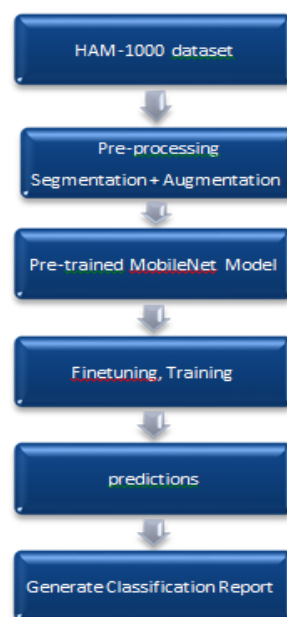 HAM-1000 dataset
Pre-processing
Segmentation + Augmentation
Pre-trained MobileNet Model
Finetuning, Training
predictions
Generate Classification Report